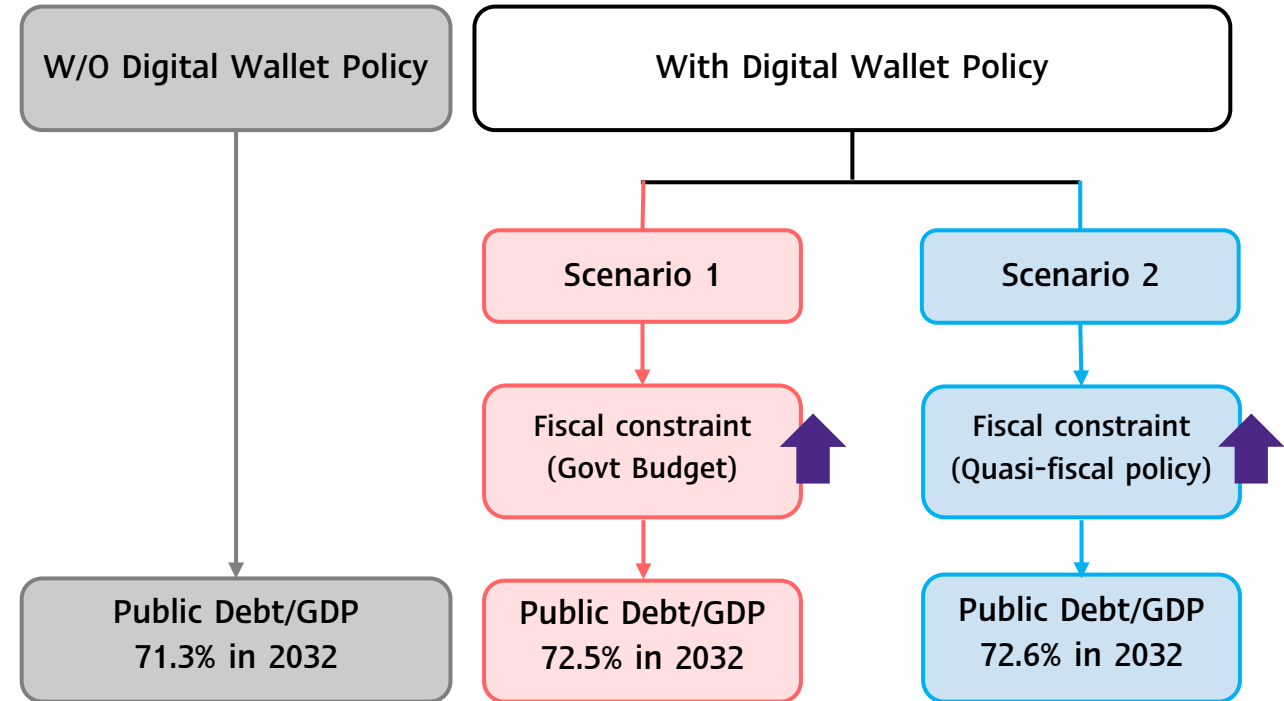 W/O Digital Wallet Policy
With Digital Wallet Policy
Scenario 1
Scenario 2
Fiscal constraint
(Govt Budget)
Fiscal constraint
(Quasi-fiscal policy)
Public Debt/GDP
71.3% in 2032
Public Debt/GDP
72.5% in 2032
Public Debt/GDP
72.6% in 2032